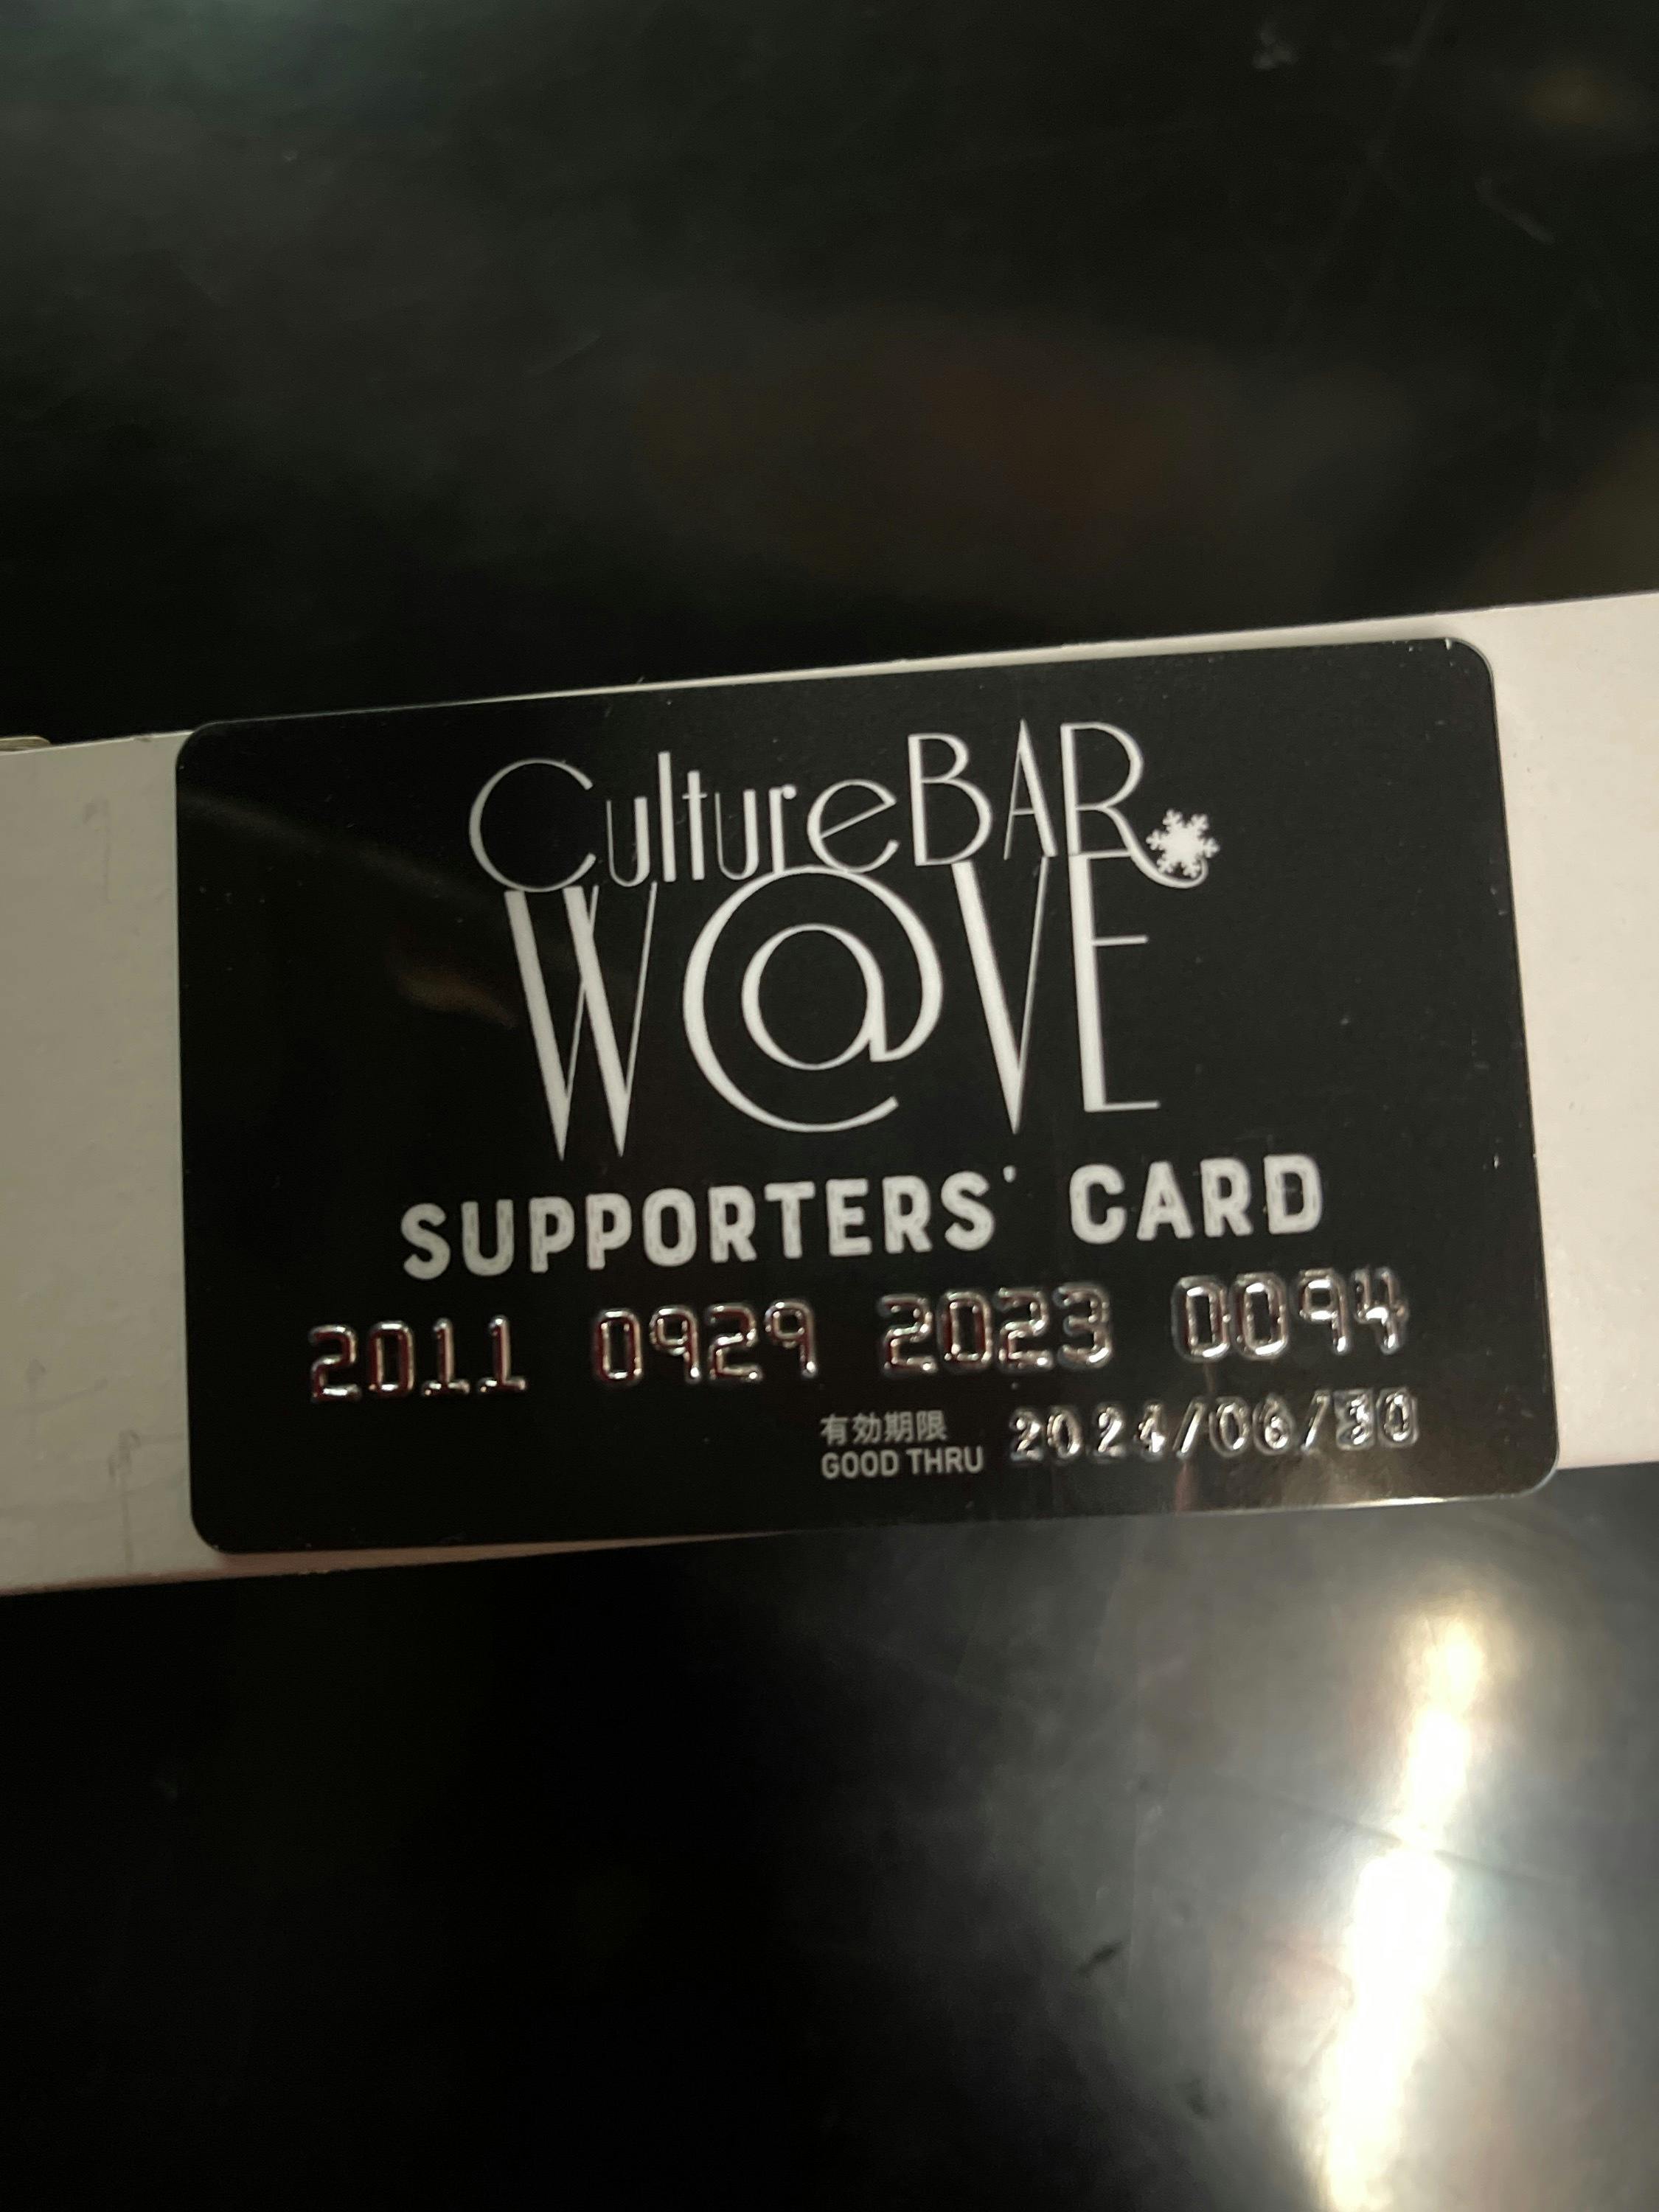 CultureBAR
W@VE
SUPPORTERS' CARD
2011 0929 2023 0094
有効期限
GOOD THRU 2024/06/30